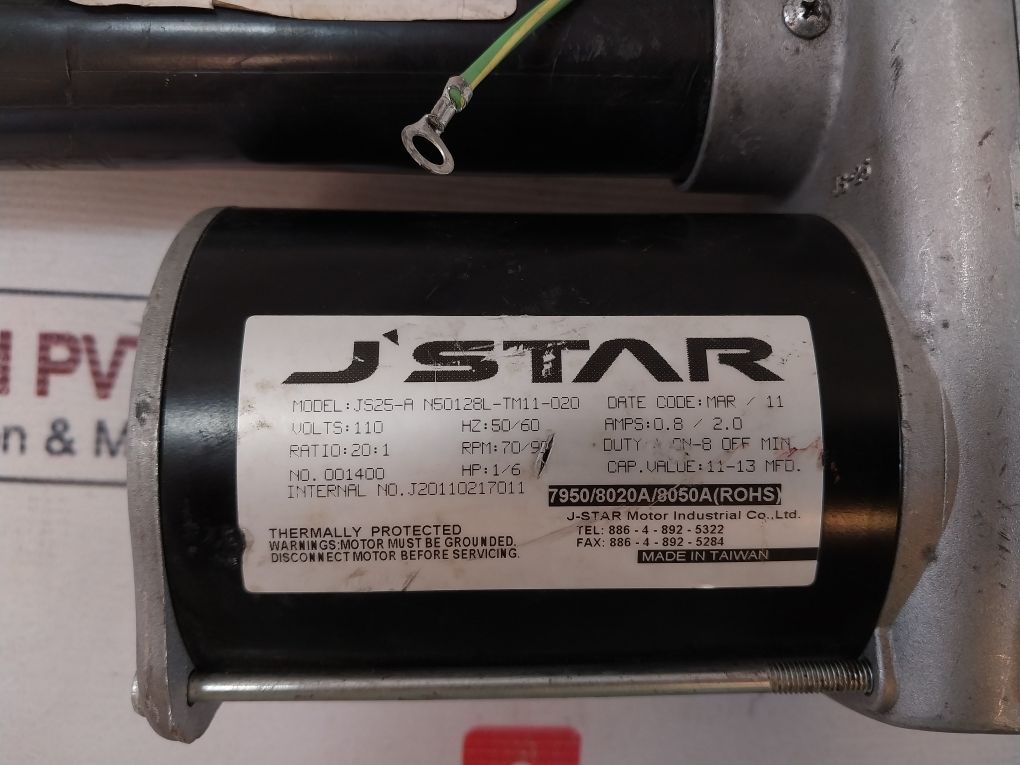 J'STAR
MODEL:JS25-A N50128L-TM11-020 DATE CODE:MAR / 11
VOLTS:110 HZ:50/60 AMPS:0.8 / 2.0
RATIO:20:1 RPM:70/90 DUTY ON-8 OFF MIN.
NO.001400 HP:1/6 CAP.VALUE:11-13 MFD.
INTERNAL NO.J20110217011
7950/8020A/8050A(ROHS)
J-STAR Motor Industrial Co.,Ltd.
THERMALLY PROTECTED TEL: 886 - 4 - 892 - 5322
WARNINGS:MOTOR MUST BE GROUNDED. FAX: 886 - 4 - 892 - 5284
DISCONNECT MOTOR BEFORE SERVICING. MADE IN TAIWAN
PV
n & M